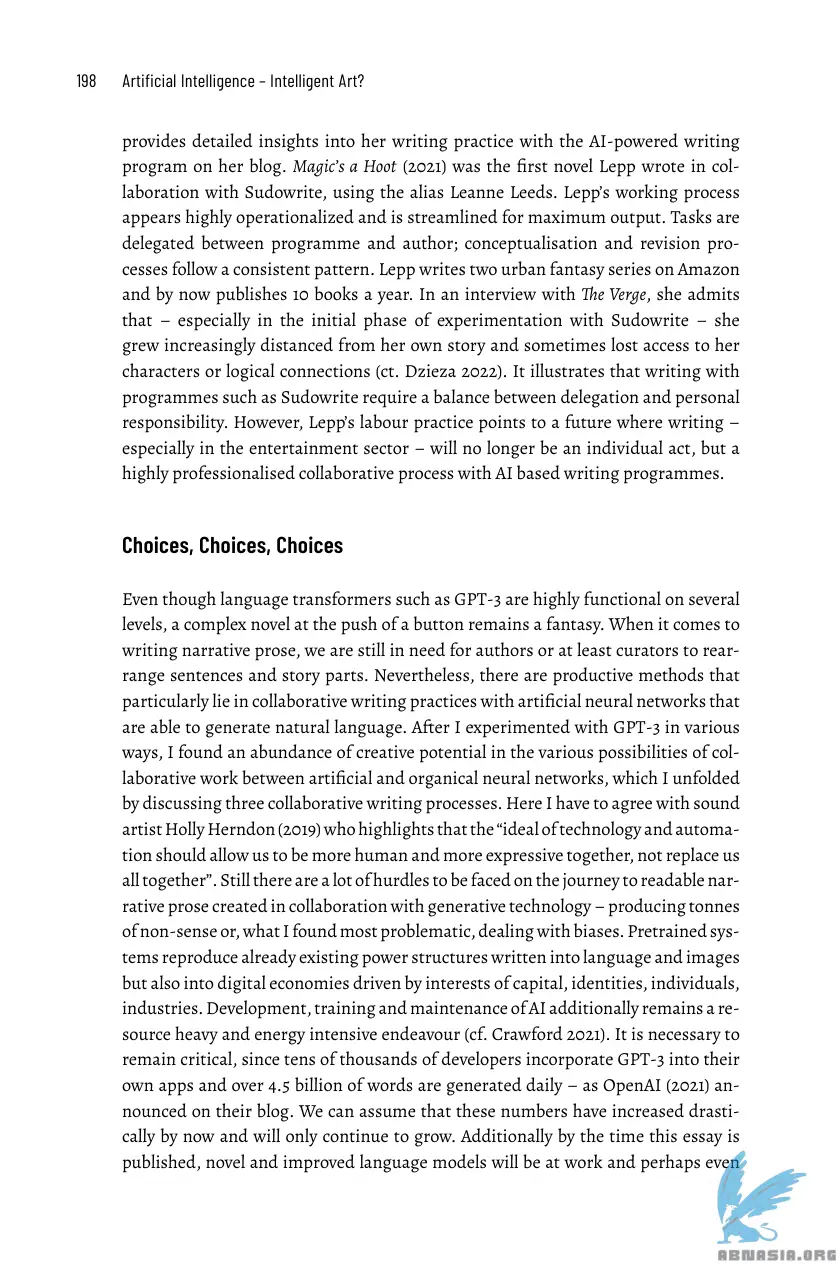 198 Artificial Intelligence – Intelligent Art?
provides detailed insights into her writing practice with the AI-powered writing
program on her blog. Magic’s a Hoot (2021) was the first novel Lepp wrote in col-
laboration with Sudowrite, using the alias Leanne Leeds. Lepp’s working process
appears highly operationalized and is streamlined for maximum output. Tasks are
delegated between programme and author; conceptualisation and revision pro-
cesses follow a consistent pattern. Lepp writes two urban fantasy series on Amazon
and by now publishes 10 books a year. In an interview with The Verge, she admits
that – especially in the initial phase of experimentation with Sudowrite – she
grew increasingly distanced from her own story and sometimes lost access to her
characters or logical connections (ct. Dzieza 2022). It illustrates that writing with
programmes such as Sudowrite require a balance between delegation and personal
responsibility. However, Lepp’s labour practice points to a future where writing –
especially in the entertainment sector – will no longer be an individual act, but a
highly professionalised collaborative process with AI based writing programmes.
Choices, Choices, Choices
Even though language transformers such as GPT-3 are highly functional on several
levels, a complex novel at the push of a button remains a fantasy. When it comes to
writing narrative prose, we are still in need for authors or at least curators to rear-
range sentences and story parts. Nevertheless, there are productive methods that
particularly lie in collaborative writing practices with artificial neural networks that
are able to generate natural language. After I experimented with GPT-3 in various
ways, I found an abundance of creative potential in the various possibilities of col-
laborative work between artificial and organical neural networks, which I unfolded
by discussing three collaborative writing processes. Here I have to agree with sound
artist Holly Herndon (2019) who highlights that the “ideal of technology and automa-
tion should allow us to be more human and more expressive together, not replace us
all together”. Still there are a lot of hurdles to be faced on the journey to readable nar-
rative prose created in collaboration with generative technology – producing tonnes
of non-sense or, what I found most problematic, dealing with biases. Pretrained sys-
tems reproduce already existing power structures written into language and images
but also into digital economies driven by interests of capital, identities, individuals,
industries. Development, training and maintenance of AI additionally remains a re-
source heavy and energy intensive endeavour (cf. Crawford 2021). It is necessary to
remain critical, since tens of thousands of developers incorporate GPT-3 into their
own apps and over 4.5 billion of words are generated daily – as OpenAI (2021) an-
nounced on their blog. We can assume that these numbers have increased drasti-
cally by now and will only continue to grow. Additionally by the time this essay is
published, novel and improved language models will be at work and perhaps even
ABNASIA.ORG